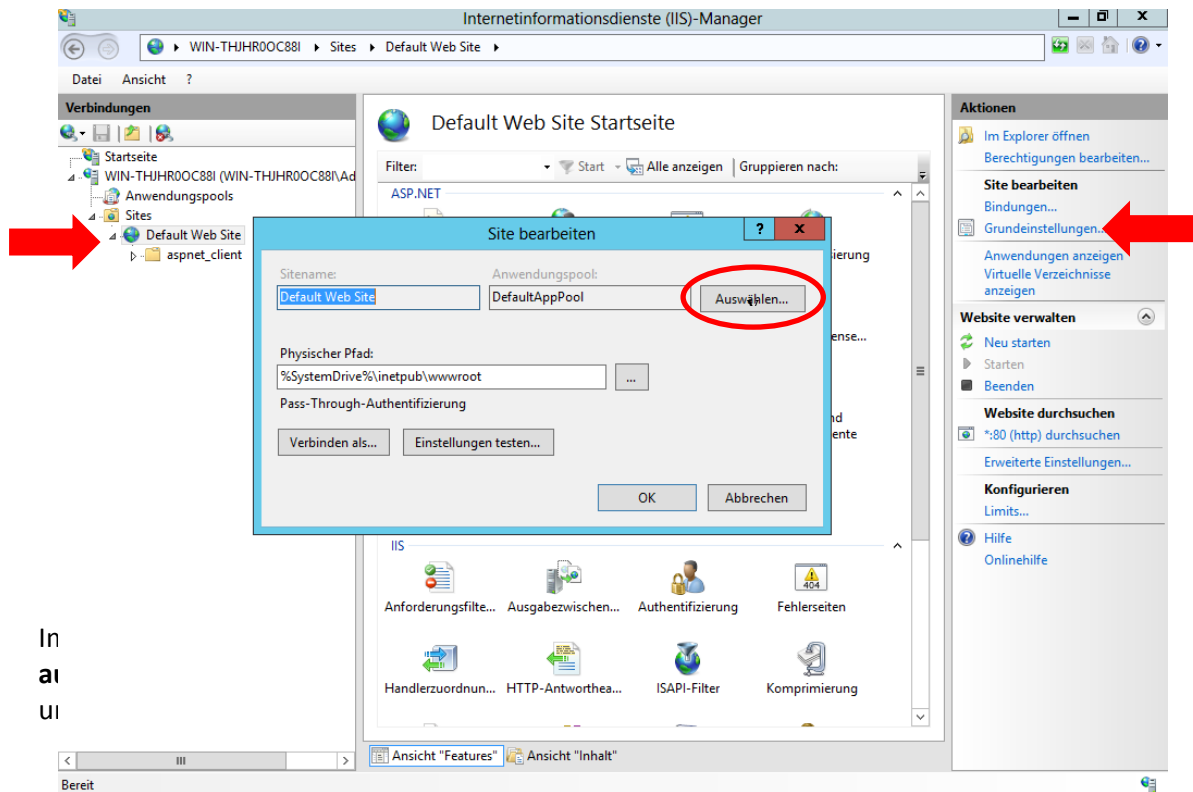 Internetinformationsdienste (IIS)-Manager
WIN-THJHR0OC88I Sites Default Web Site
Datei Ansicht ?
Verbindungen
Startseite
WIN-THJHR0OC88I (WIN-THJHR0OC88I\Ad
Anwendungspools
Sites
Default Web Site
aspnet_client
Default Web Site Startseite
Filter: Start Alle anzeigen Gruppieren nach:
ASP.NET
Site bearbeiten
? x
Sitename:
Anwendungspool:
Default Web Site
DefaultAppPool
Auswählen...
Physischer Pfad:
%SystemDrive%\inetpub\wwwroot
...
Pass-Through-Authentifizierung
Verbinden als...
Einstellungen testen...
OK
Abbrechen
ierung
ense...
nd
ente
IIS
Anforderungsfilte... Ausgabezwischen... Authentifizierung Fehlerseiten
404
Handlerzuordnun... HTTP-Antworthea... ISAPI-Filter Komprimierung
Ansicht "Features" Ansicht "Inhalt"
Aktionen
Im Explorer öffnen
Berechtigungen bearbeiten...
Site bearbeiten
Bindungen...
Grundeinstellungen..
Anwendungen anzeigen
Virtuelle Verzeichnisse
anzeigen
Website verwalten
Neu starten
Starten
Beenden
Website durchsuchen
*:80 (http) durchsuchen
Erweiterte Einstellungen...
Konfigurieren
Limits...
Hilfe
Onlinehilfe
In
Bereit